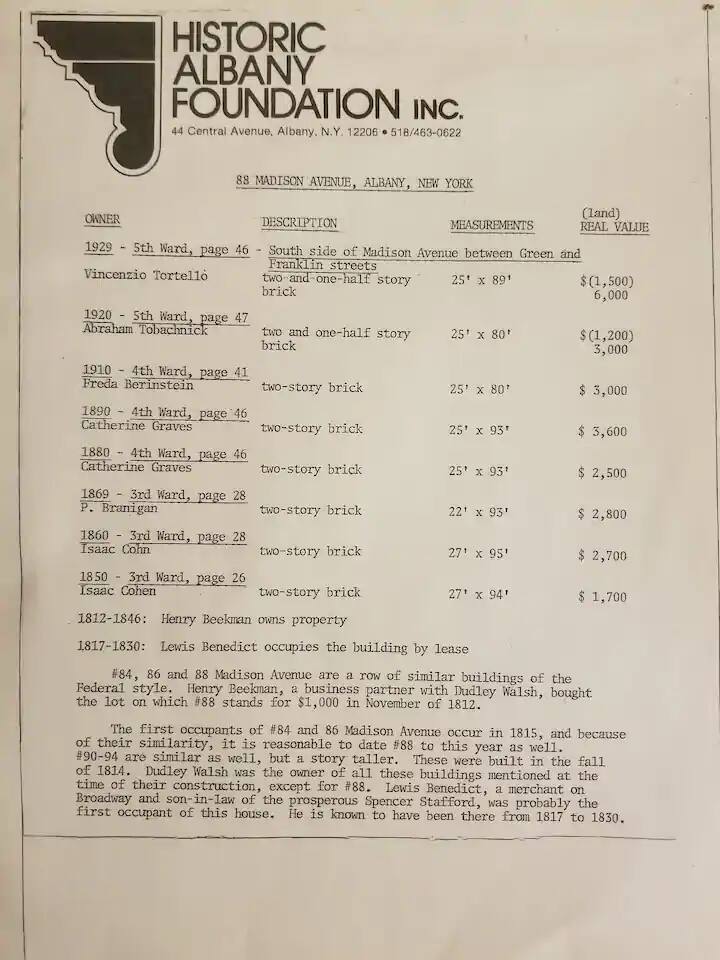 HISTORIC
ALBANY
FOUNDATION INC.
44 Central Avenue, Albany, N.Y. 12206 • 518/463-0622
88 MADISON AVENUE, ALBANY, NEW YORK
OWNER DESCRIPTION MEASUREMENTS (land) REAL VALUE
1929 - 5th Ward, page 46 - South side of Madison Avenue between Green and
Franklin streets
Vincenzio Tortello two-and-one-half story 25' x 89' $(1,500)
brick 6,000
1920 - 5th Ward, page 47
Abraham Tobachnick two and one-half story 25' x 80' $(1,200)
brick 3,000
1910 - 4th Ward, page 41
Freda Berinstein two-story brick 25' x 80' $ 3,000
1890 - 4th Ward, page 46
Catherine Graves two-story brick 25' x 93' $ 3,600
1880 - 4th Ward, page 46
Catherine Graves two-story brick 25' x 93' $ 2,500
1869 - 3rd Ward, page 28
P. Branigan two-story brick 22' x 93' $ 2,800
1860 - 3rd Ward, page 28
Isaac Cohn two-story brick 27' x 95' $ 2,700
1850 - 3rd Ward, page 26
Isaac Cohen two-story brick 27' x 94' $ 1,700
1812-1846: Henry Beekman owns property
1817-1830: Lewis Benedict occupies the building by lease
#84, 86 and 88 Madison Avenue are a row of similar buildings of the
Federal style. Henry Beekman, a business partner with Dudley Walsh, bought
the lot on which #88 stands for $1,000 in November of 1812.
The first occupants of #84 and 86 Madison Avenue occur in 1815, and because
of their similarity, it is reasonable to date #88 to this year as well.
#90-94 are similar as well, but a story taller. These were built in the fall
of 1814. Dudley Walsh was the owner of all these buildings mentioned at the
time of their construction, except for #88. Lewis Benedict, a merchant on
Broadway and son-in-law of the prosperous Spencer Stafford, was probably the
first occupant of this house. He is known to have been there from 1817 to 1830.